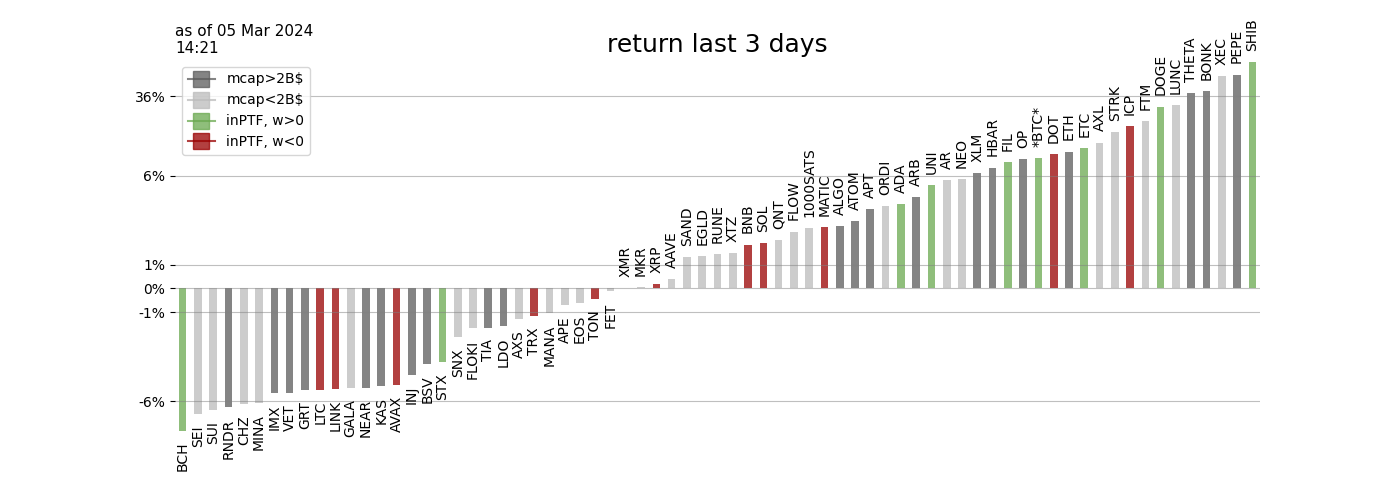 as of 05 Mar 2024
14:21
return last 3 days
mcap>2B$
mcap<2B$
inPTF, w>0
inPTF, w<0
36%
6%
1%
0%
-1%
-6%
BCH
SEI
SUI
RNDR
CHZ
MINA
IMX
VET
GRT
LTC
LINK
GALA
NEAR
KAS
AVAX
INJ
BSV
STX
SNX
FLOKI
TIA
LDO
AXS
TRX
MANA
APE
EOS
TON
FET
XMR
MKR
XRP
AAVE
SAND
EGLD
RUNE
XTZ
BNB
SOL
QNT
FLOW
1000SATS
MATIC
ALGO
ATOM
APT
ORDI
ADA
ARB
UNI
AR
NEO
XLM
HBAR
FIL
OP
*BTC*
DOT
ETH
ETC
AXL
STRK
ICP
FTM
DOGE
LUNC
THETA
BONK
XEC
PEPE
SHIB